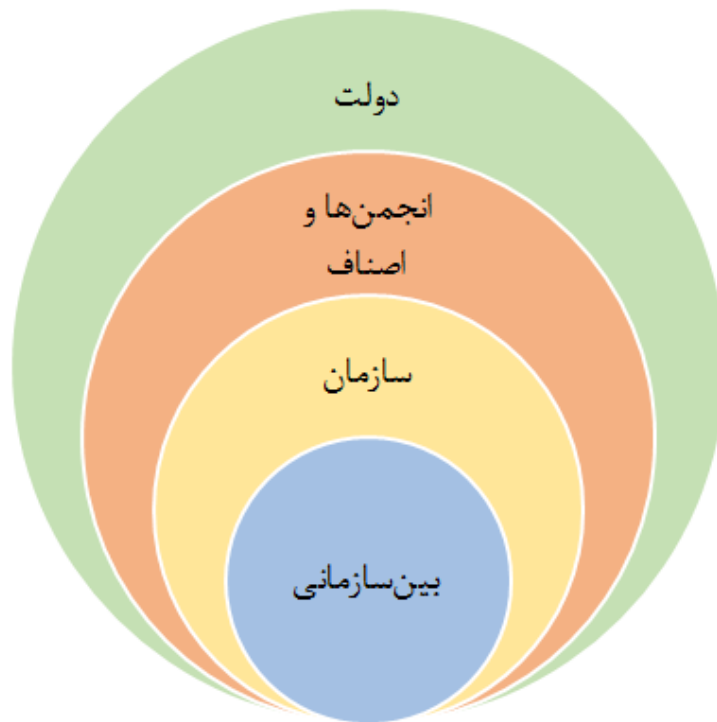 دولت
انجمن‌ها و
اصناف
سازمان
بین‌سازمانی